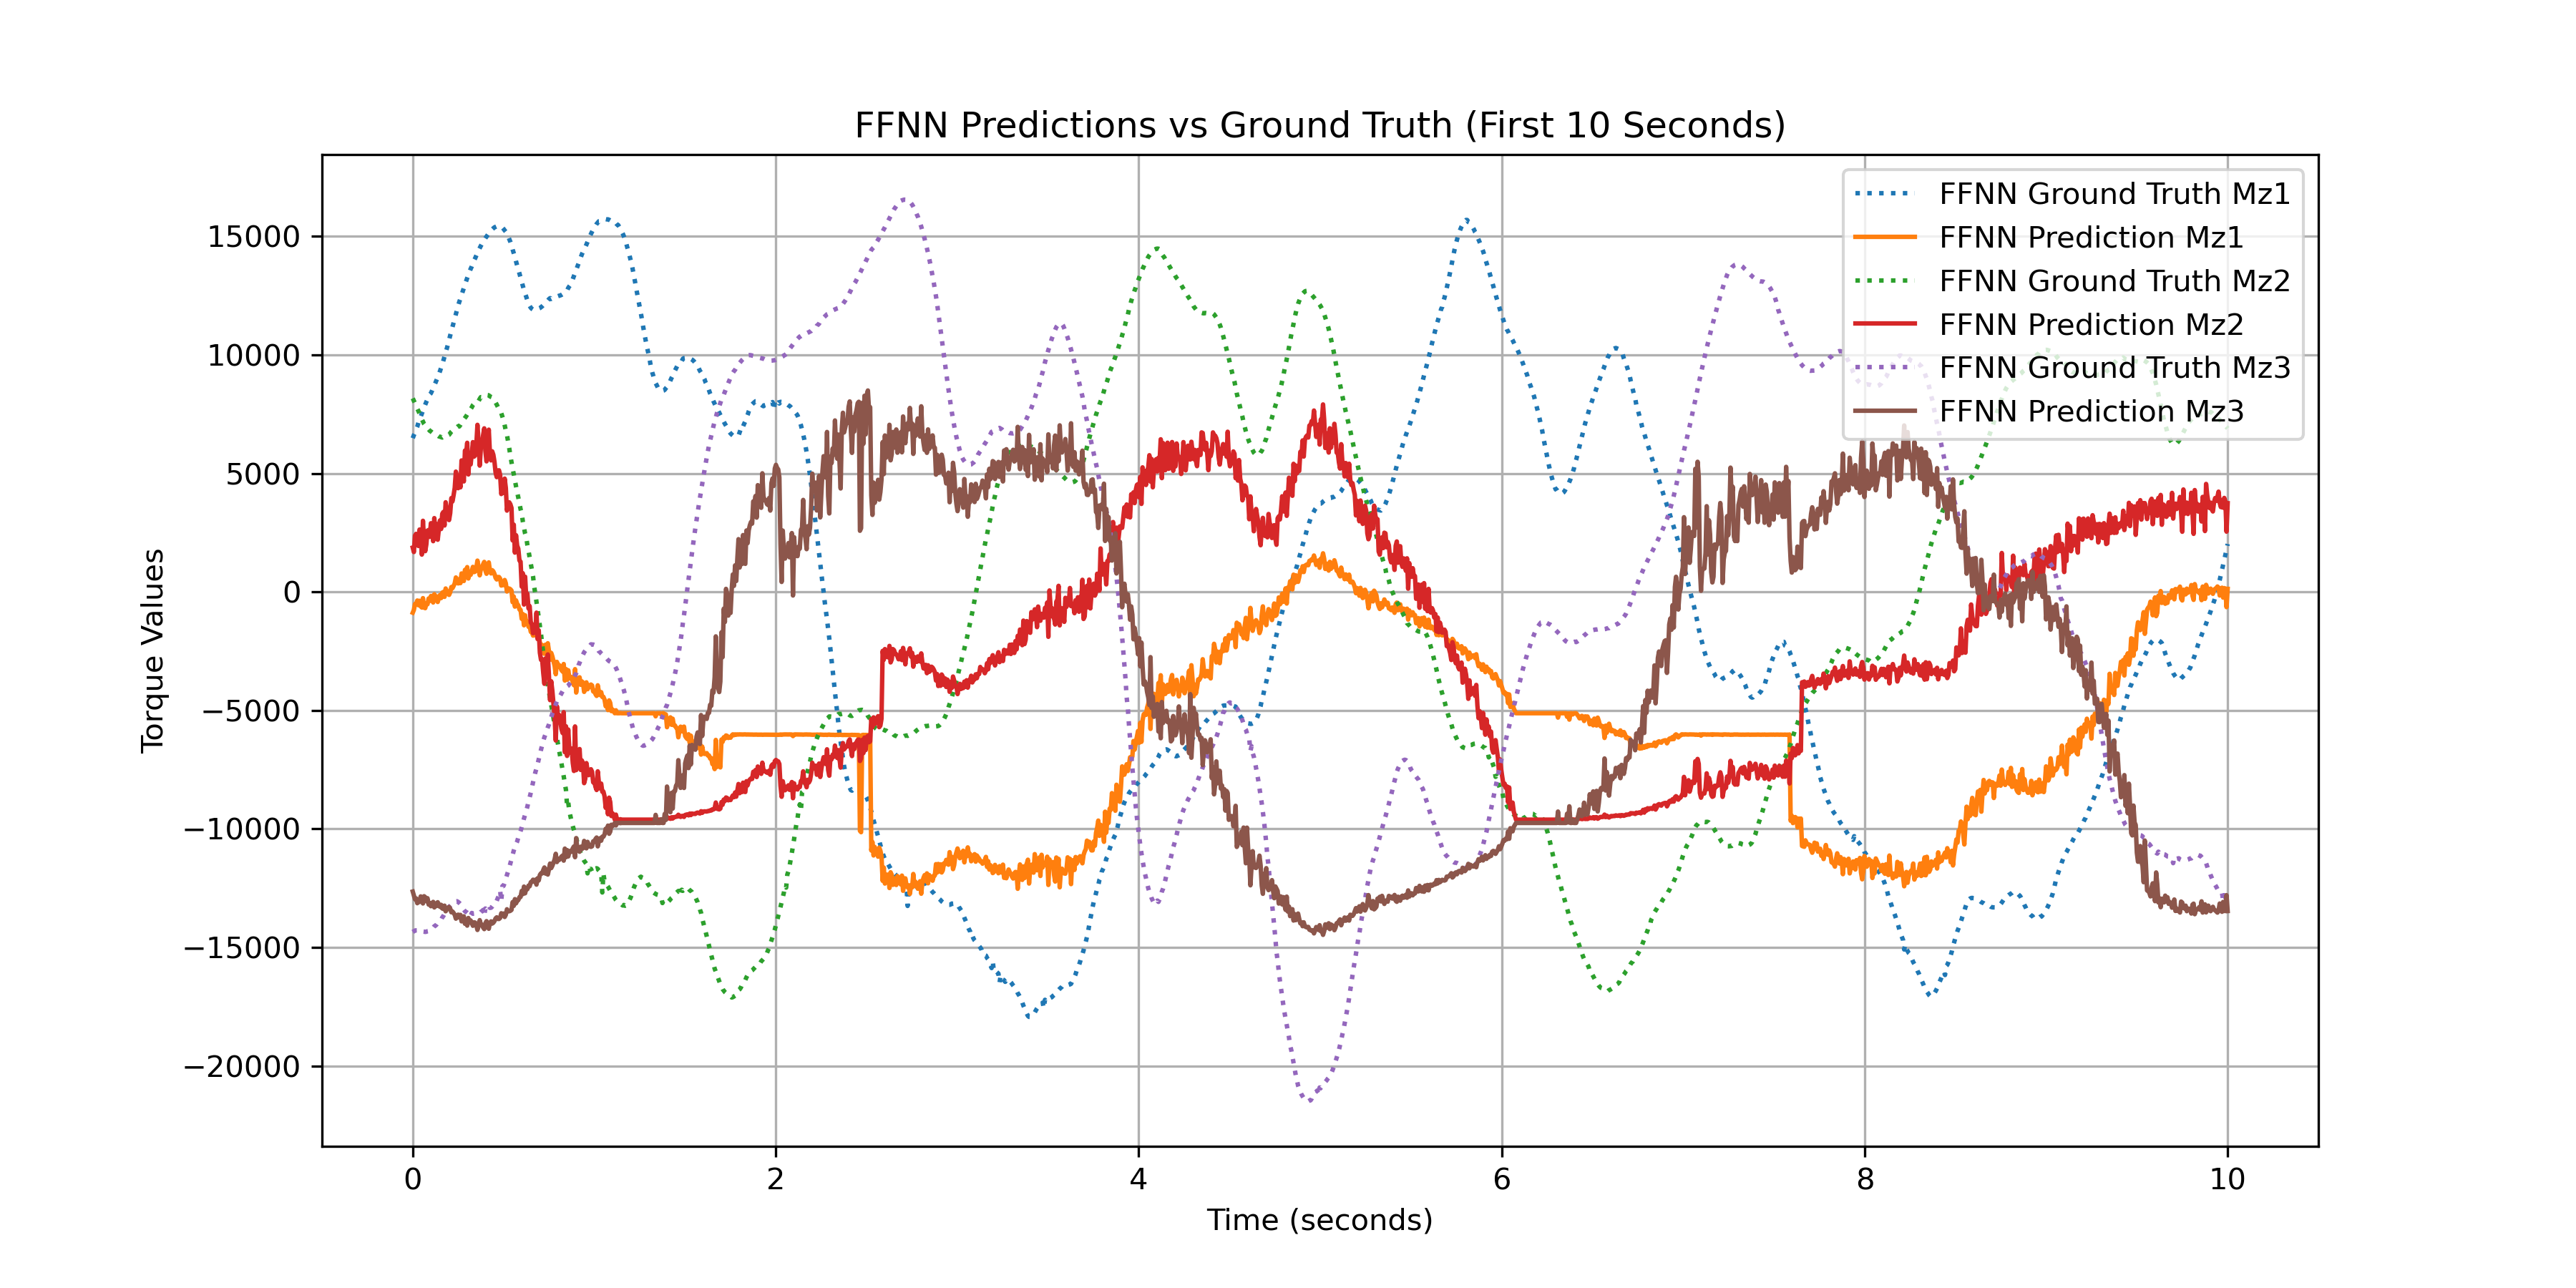 FFNN Predictions vs Ground Truth (First 10 Seconds)
FFNN Ground Truth Mz1
FFNN Prediction Mz1
FFNN Ground Truth Mz2
FFNN Prediction Mz2
FFNN Ground Truth Mz3
FFNN Prediction Mz3
Torque Values
15000
10000
5000
0
−5000
−10000
−15000
−20000
0 2 4 6 8 10
Time (seconds)